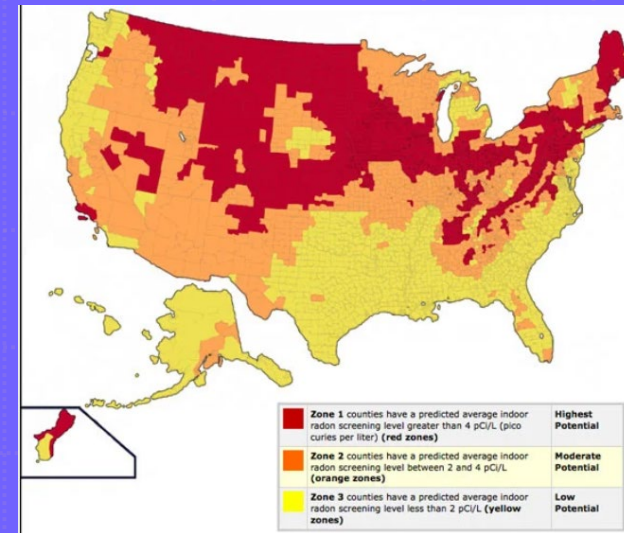 Zone 1 counties have a predicted average indoor
radon screening level greater than 4 pCi/L (pico
curies per liter) (red zones)
Highest
Potential
Zone 2 counties have a predicted average indoor
radon screening level between 2 and 4 pCi/L
(orange zones)
Moderate
Potential
Zone 3 counties have a predicted average indoor
radon screening level less than 2 pCi/L (yellow
zones)
Low
Potential